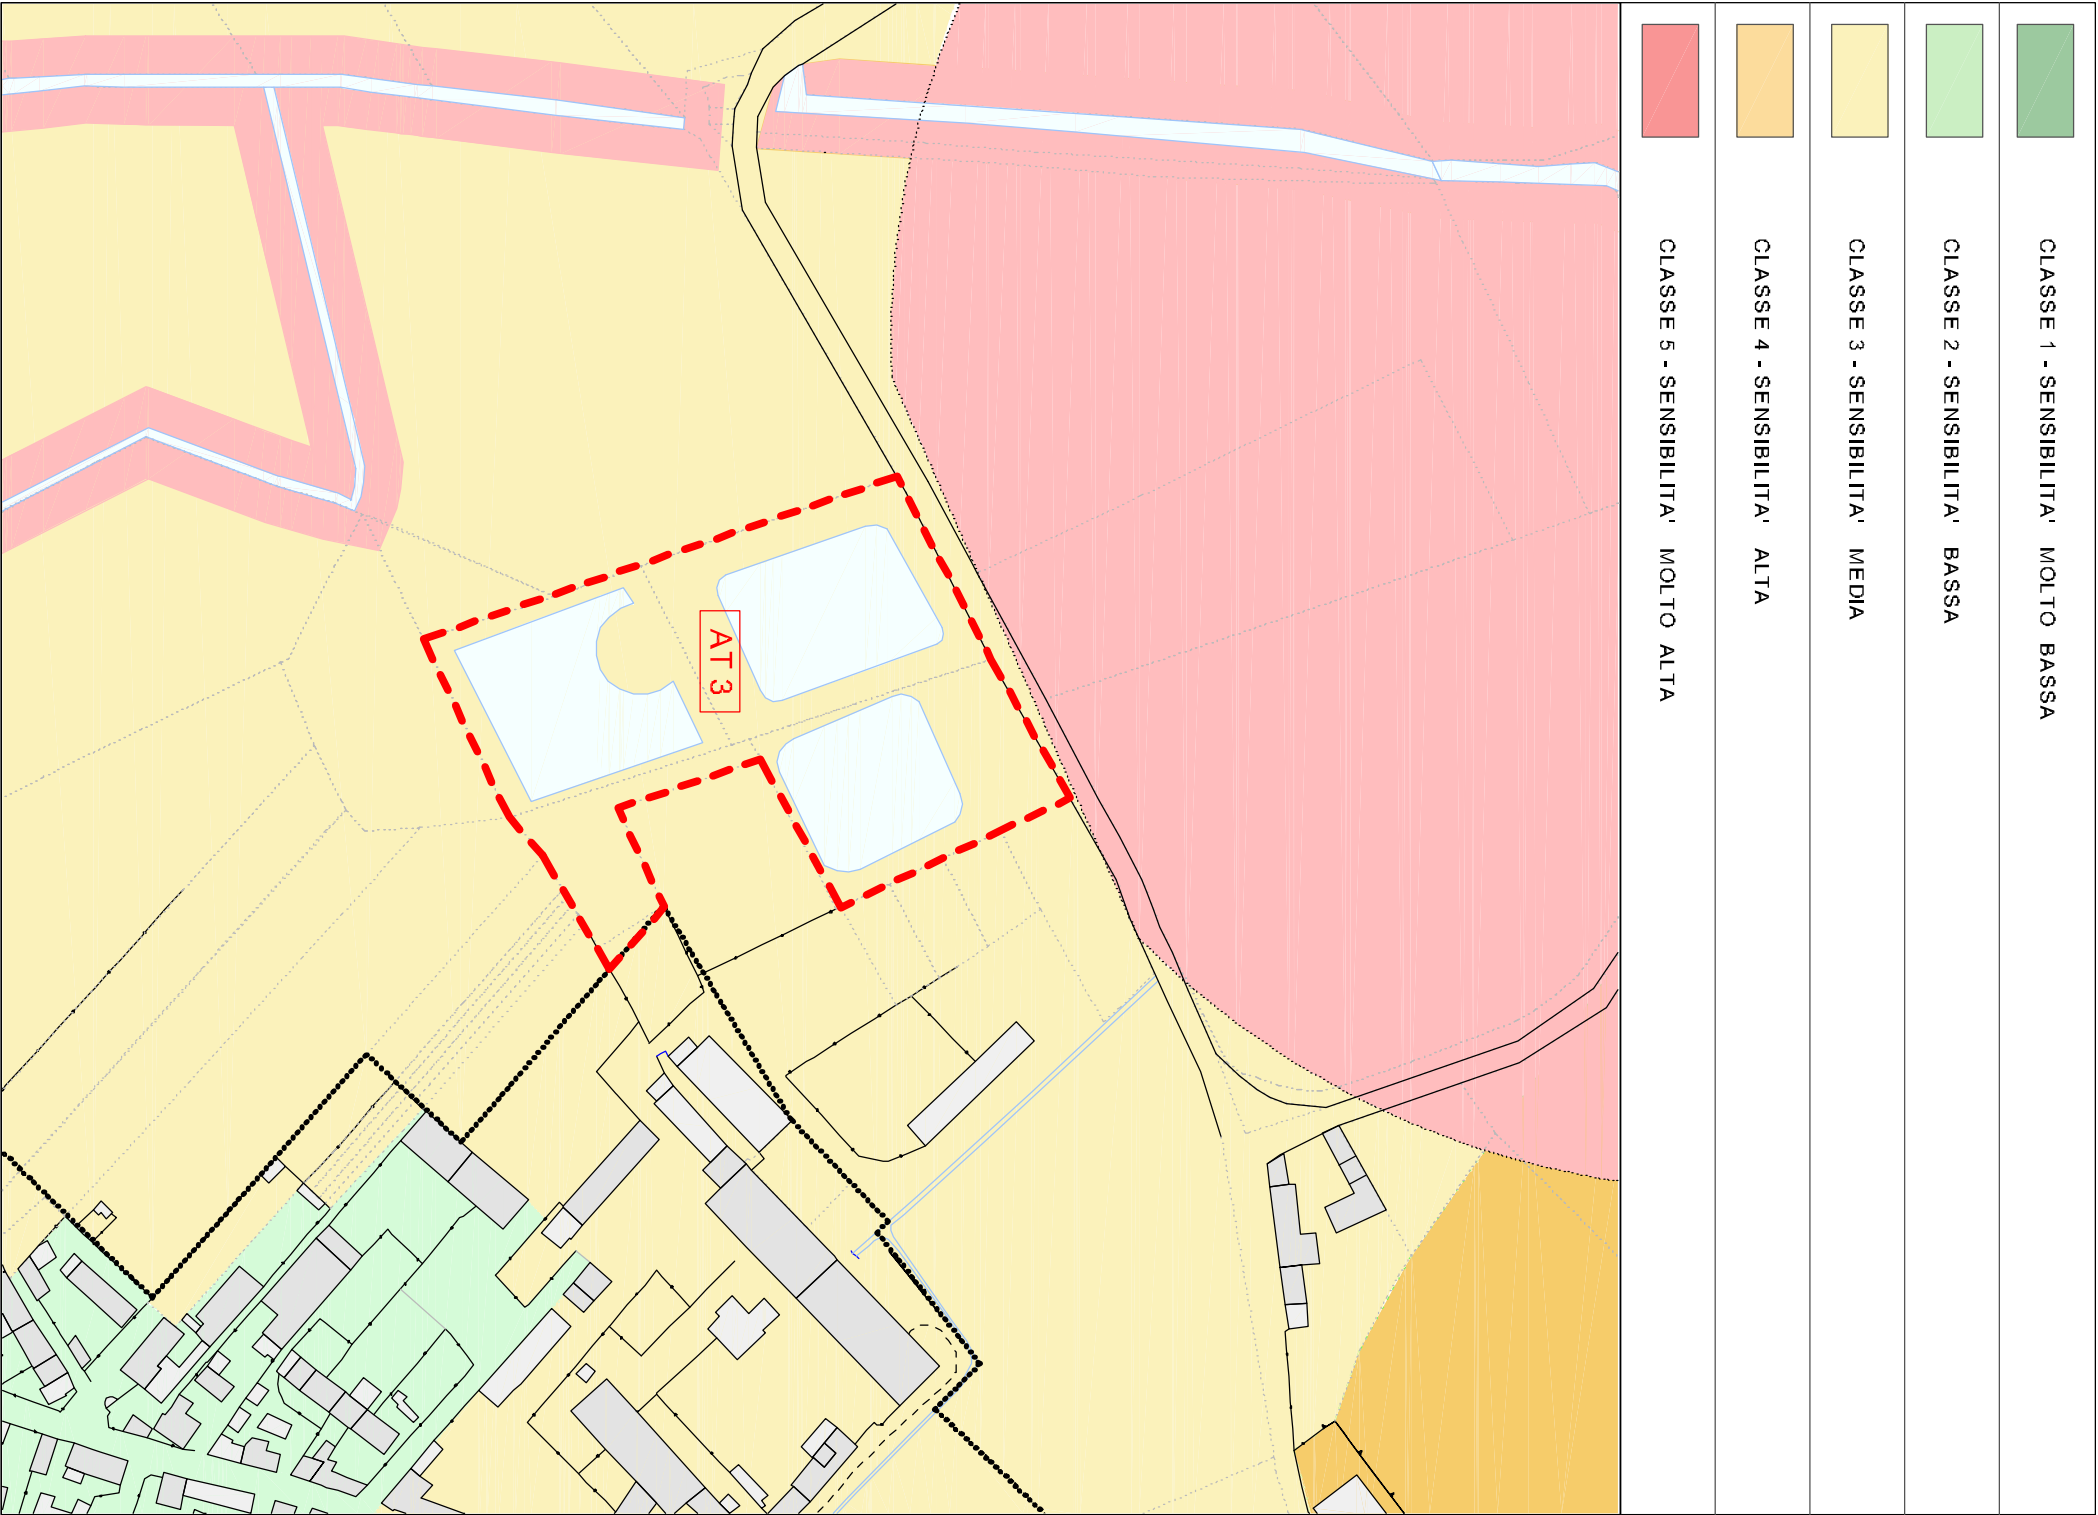 CLASSE 1 - SENSIBILITA' MOLTO BASSA
CLASSE 2 - SENSIBILITA' BASSA
CLASSE 3 - SENSIBILITA' MEDIA
CLASSE 4 - SENSIBILITA' ALTA
CLASSE 5 - SENSIBILITA' MOLTO ALTA
AT 3